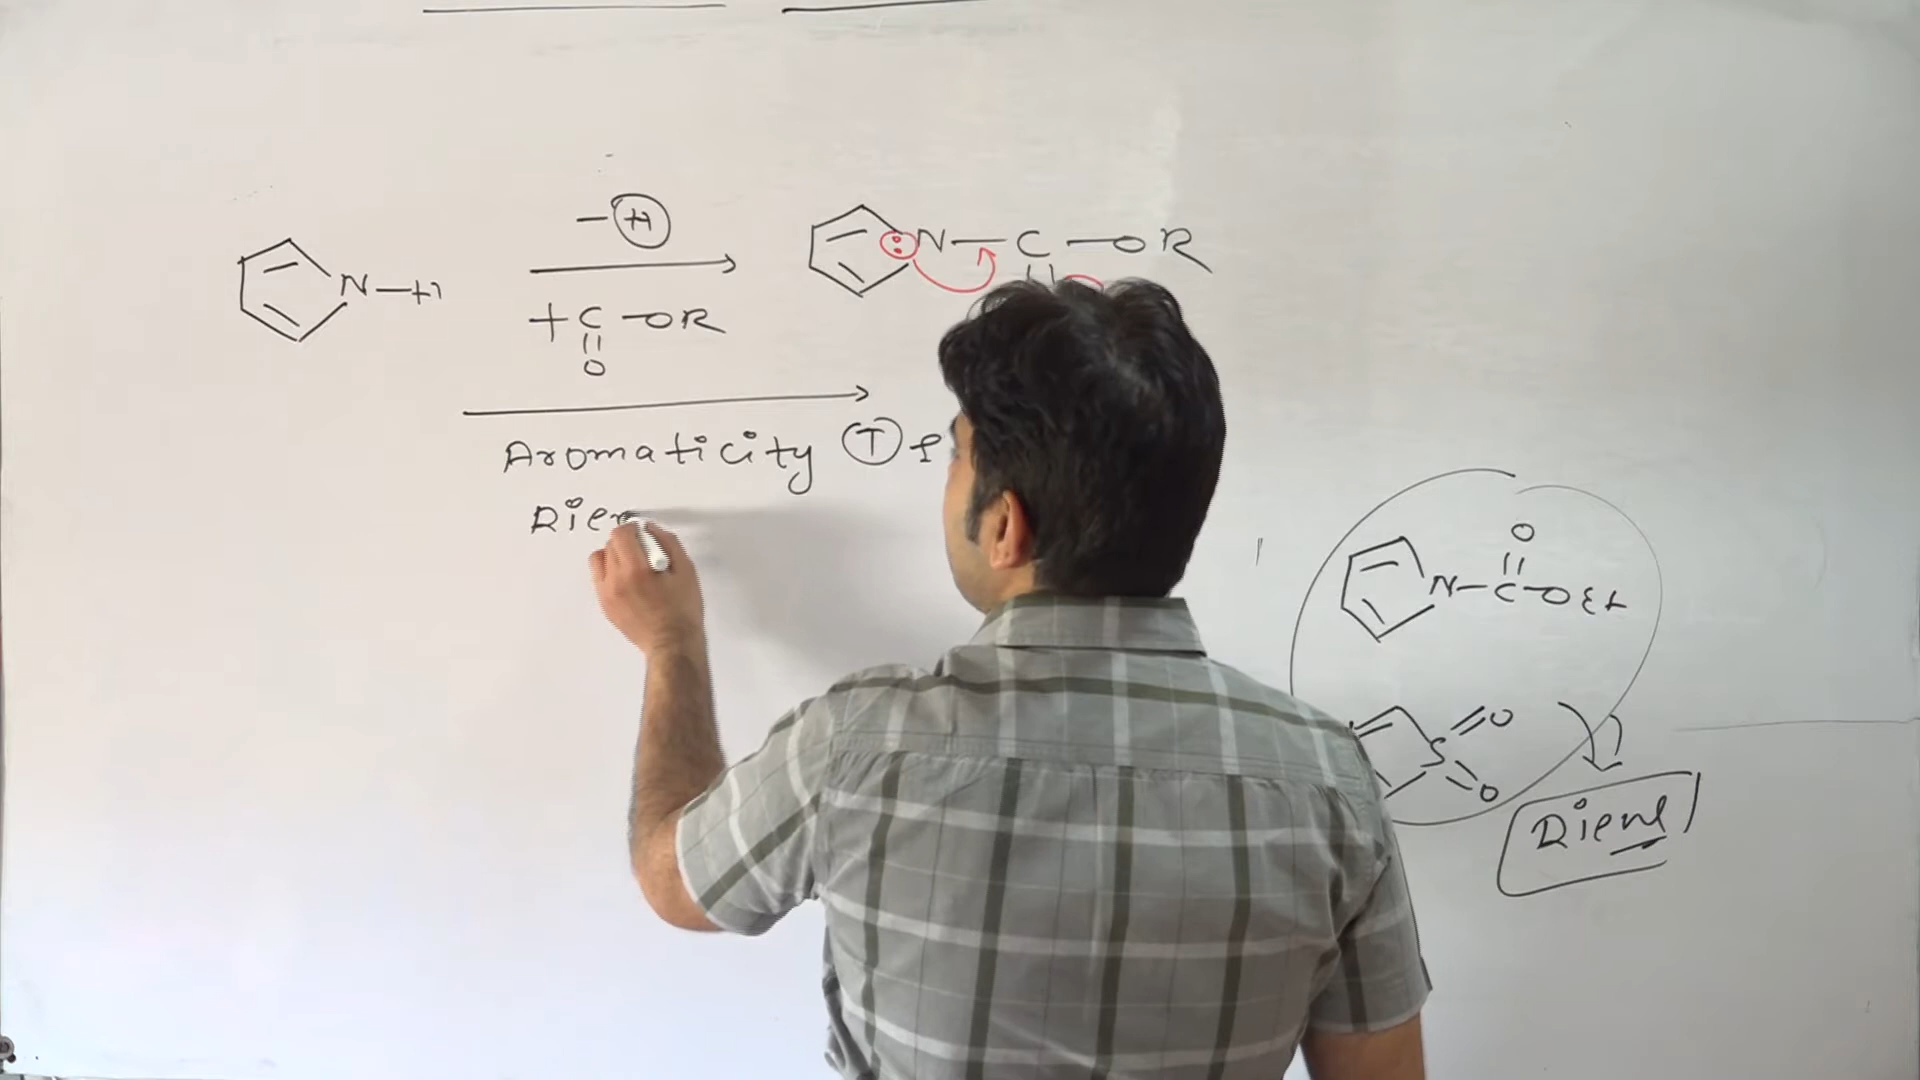 − H
N — H
+ C — OR
||
O
: N — C — OR
||
Aromaticity T f
Dien
O
||
N — C — OEt
S
O
O
Diene